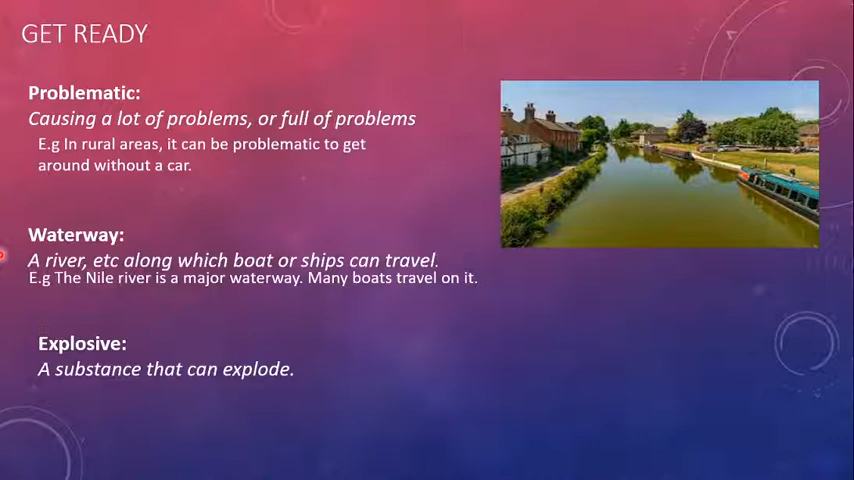 GET READY
Problematic:
Causing a lot of problems, or full of problems
E.g In rural areas, it can be problematic to get
around without a car.
Waterway:
A river, etc along which boat or ships can travel.
E.g The Nile river is a major waterway. Many boats travel on it.
Explosive:
A substance that can explode.